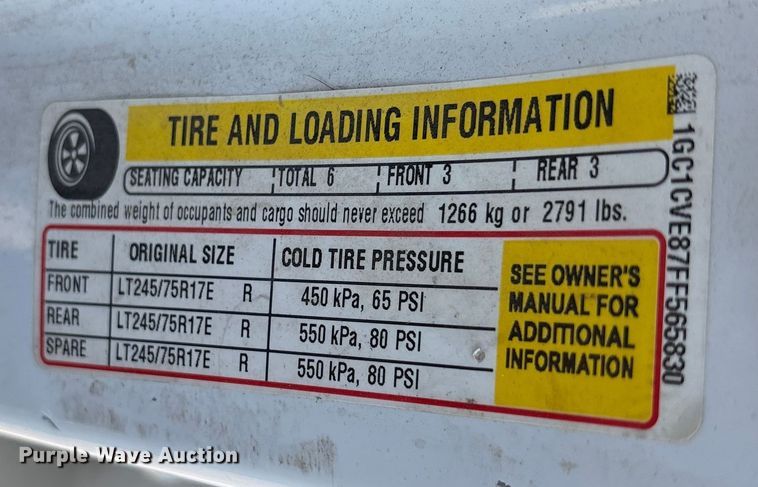 TIRE AND LOADING INFORMATION
SEATING CAPACITY TOTAL 6 FRONT 3 REAR 3
The combined weight of occupants and cargo should never exceed 1266 kg or 2791 lbs.
TIRE ORIGINAL SIZE COLD TIRE PRESSURE
FRONT LT245/75R17E R 450 kPa, 65 PSI
REAR LT245/75R17E R 550 kPa, 80 PSI
SPARE LT245/75R17E R 550 kPa, 80 PSI
SEE OWNER'S
MANUAL FOR
ADDITIONAL
INFORMATION
1GC1CVE87FF565830
Purple Wave Auction